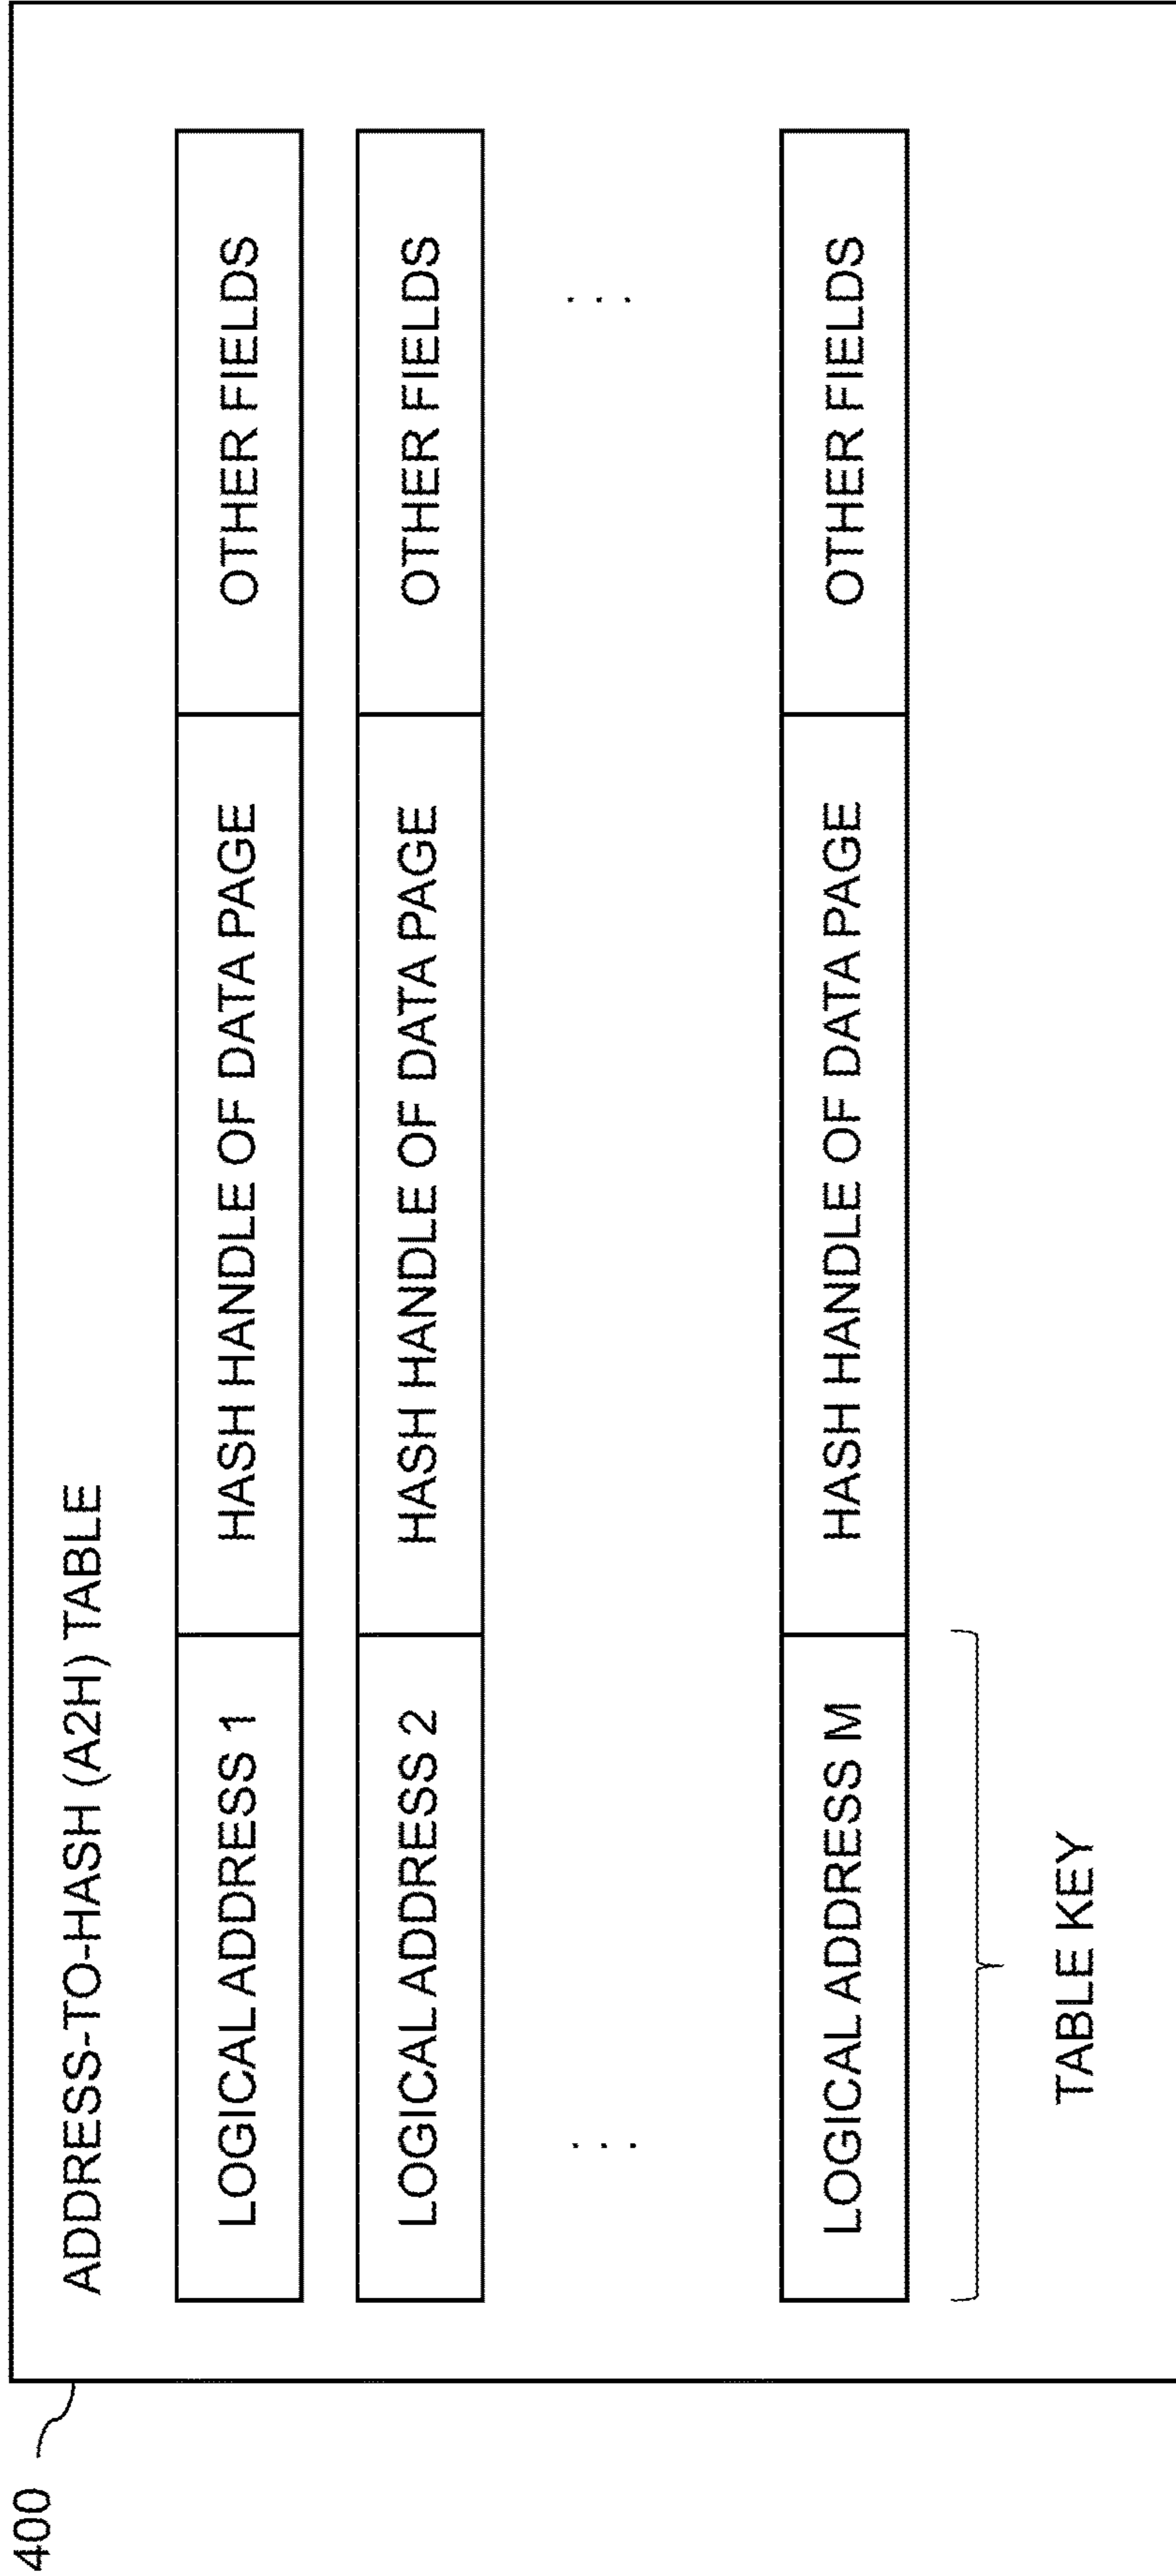 400
ADDRESS-TO-HASH (A2H) TABLE
LOGICAL ADDRESS 1 HASH HANDLE OF DATA PAGE OTHER FIELDS
LOGICAL ADDRESS 2 HASH HANDLE OF DATA PAGE OTHER FIELDS
. . . . . .
LOGICAL ADDRESS M HASH HANDLE OF DATA PAGE OTHER FIELDS
TABLE KEY